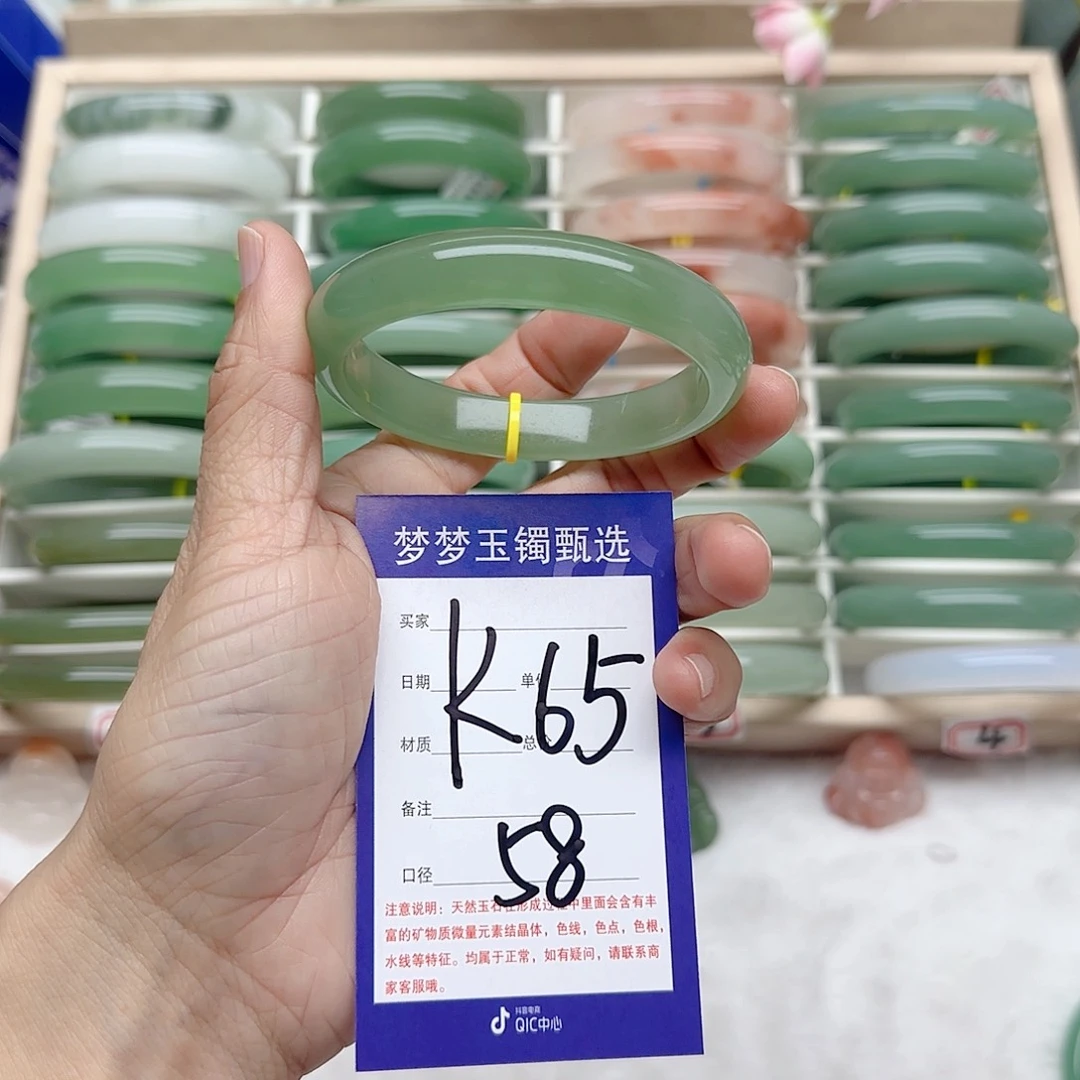 梦梦玉镯甄选
买家
K65
日期 单价
材质 总价
备注
58
口径
注意说明：天然玉石在形成过程中里面会含有丰
富的矿物质微量元素结晶体，色线，色点，色根，
水线等特征。均属于正常，如有疑问，请联系商
家客服哦。
抖音电商
QIC中心